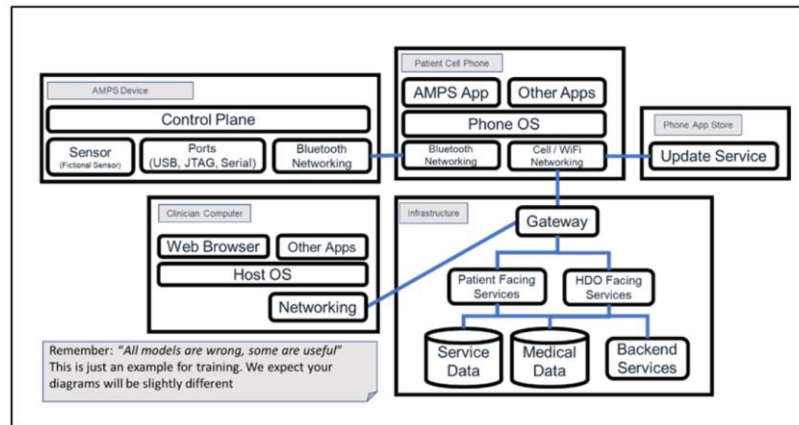 AMPS Device
Control Plane
Sensor
(Fictional Sensor)
Ports
(USB, JTAG, Serial)
Bluetooth
Networking
Patient Cell Phone
AMPS App
Other Apps
Phone OS
Bluetooth
Networking
Cell / WiFi
Networking
Phone App Store
Update Service
Clinician Computer
Web Browser
Other Apps
Host OS
Networking
Infrastructure
Gateway
Patient Facing
Services
HDO Facing
Services
Service
Data
Medical
Data
Backend
Services
Remember: “All models are wrong, some are useful”
This is just an example for training. We expect your
diagrams will be slightly different